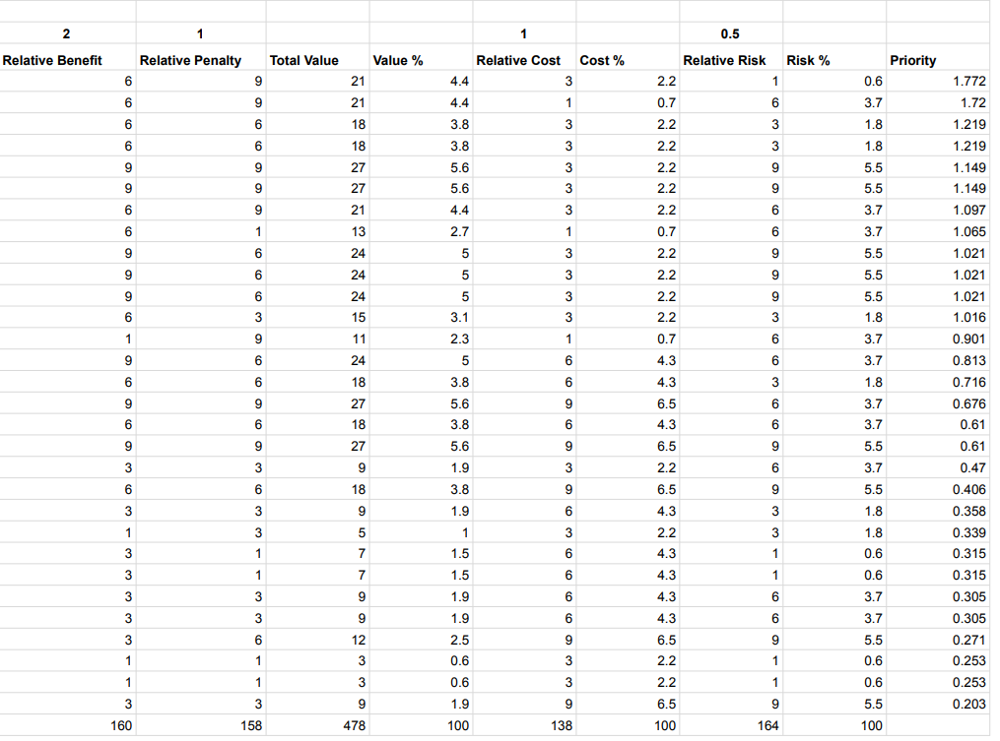 2 1 1 0.5
Relative Benefit Relative Penalty Total Value Value % Relative Cost Cost % Relative Risk Risk % Priority
6 9 21 4.4 3 2.2 1 0.6 1.772
6 9 21 4.4 1 0.7 6 3.7 1.72
6 6 18 3.8 3 2.2 3 1.8 1.219
6 6 18 3.8 3 2.2 3 1.8 1.219
9 9 27 5.6 3 2.2 9 5.5 1.149
9 9 27 5.6 3 2.2 9 5.5 1.149
6 9 21 4.4 3 2.2 6 3.7 1.097
6 1 13 2.7 1 0.7 6 3.7 1.065
9 6 24 5 3 2.2 9 5.5 1.021
9 6 24 5 3 2.2 9 5.5 1.021
9 6 24 5 3 2.2 9 5.5 1.021
6 3 15 3.1 3 2.2 3 1.8 1.016
1 9 11 2.3 1 0.7 6 3.7 0.901
9 6 24 5 6 4.3 6 3.7 0.813
6 6 18 3.8 6 4.3 3 1.8 0.716
9 9 27 5.6 9 6.5 6 3.7 0.676
6 6 18 3.8 6 4.3 6 3.7 0.61
9 9 27 5.6 9 6.5 9 5.5 0.61
3 3 9 1.9 3 2.2 6 3.7 0.47
6 6 18 3.8 9 6.5 9 5.5 0.406
3 3 9 1.9 6 4.3 3 1.8 0.358
1 3 5 1 3 2.2 3 1.8 0.339
3 1 7 1.5 6 4.3 1 0.6 0.315
3 1 7 1.5 6 4.3 1 0.6 0.315
3 3 9 1.9 6 4.3 6 3.7 0.305
3 3 9 1.9 6 4.3 6 3.7 0.305
3 6 12 2.5 9 6.5 9 5.5 0.271
1 1 3 0.6 3 2.2 1 0.6 0.253
1 1 3 0.6 3 2.2 1 0.6 0.253
3 3 9 1.9 9 6.5 9 5.5 0.203
160 158 478 100 138 100 164 100